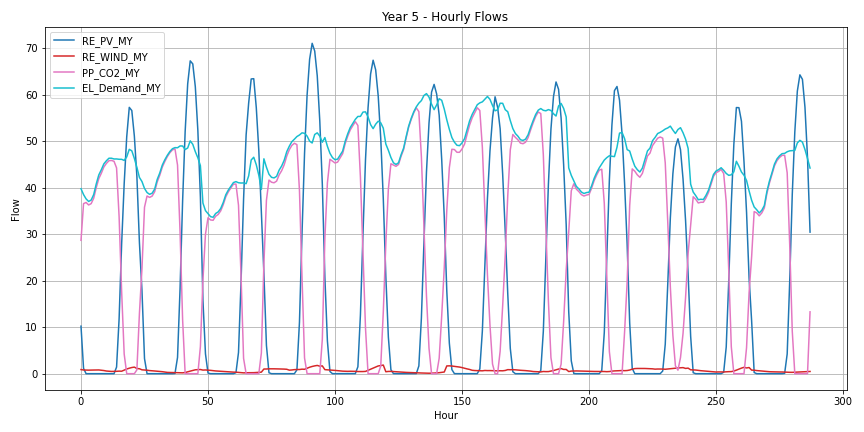 Year 5 - Hourly Flows
RE_PV_MY
RE_WIND_MY
PP_CO2_MY
EL_Demand_MY
Flow
70
60
50
40
30
20
10
0
0 50 100 150 200 250 300
Hour